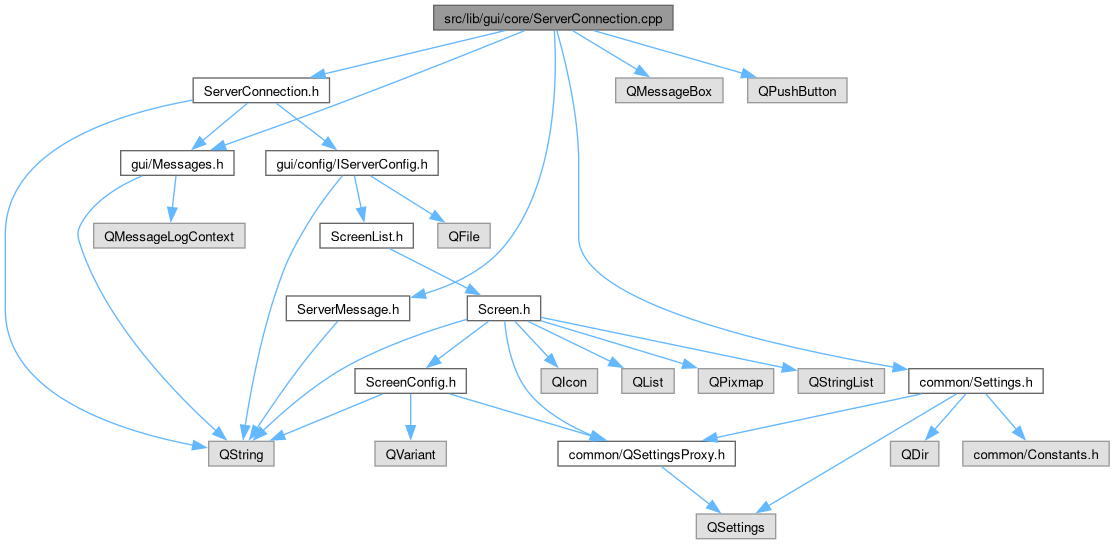 src/lib/gui/core/ServerConnection.cpp
ServerConnection.h
QMessageBox
QPushButton
gui/Messages.h
gui/config/IServerConfig.h
QMessageLogContext
ScreenList.h
QFile
ServerMessage.h
Screen.h
ScreenConfig.h
QIcon
QList
QPixmap
QStringList
common/Settings.h
QString
QVariant
common/QSettingsProxy.h
QDir
common/Constants.h
QSettings